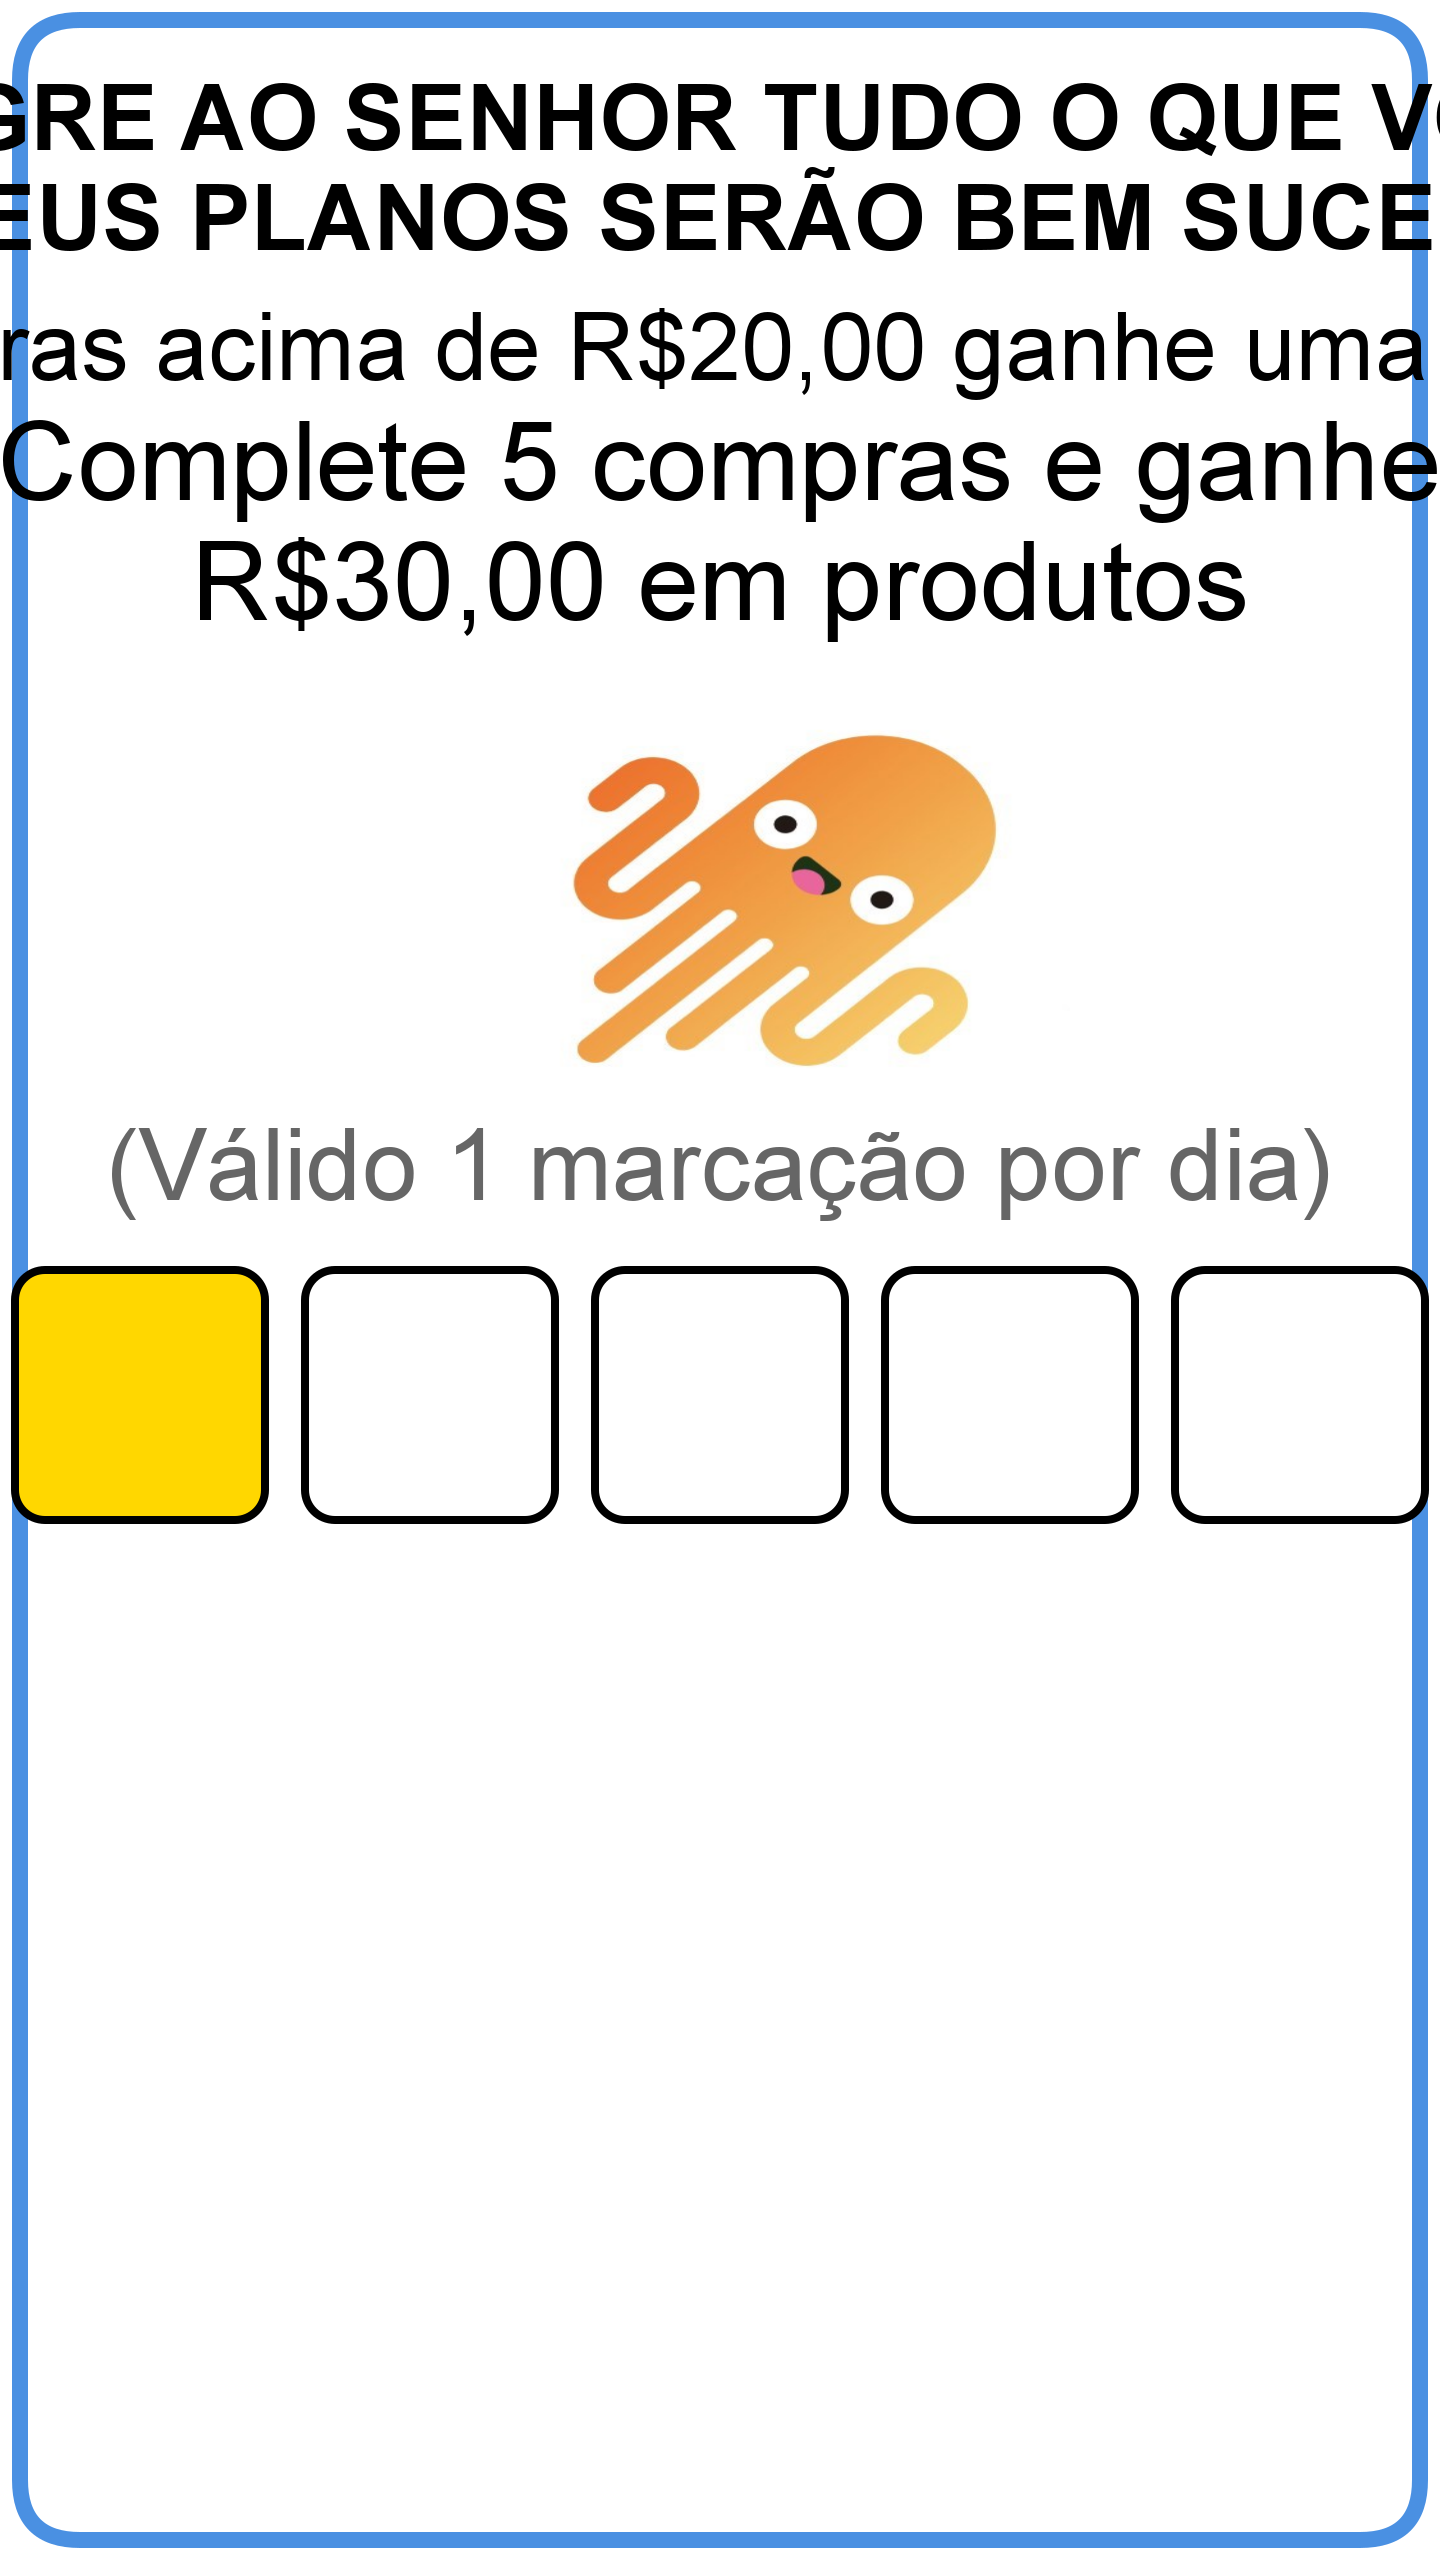 GRE AO SENHOR TUDO O QUE V
EUS PLANOS SERÃO BEM SUCE
ras acima de R$20,00 ganhe uma
Complete 5 compras e ganhe
R$30,00 em produtos
(Válido 1 marcação por dia)